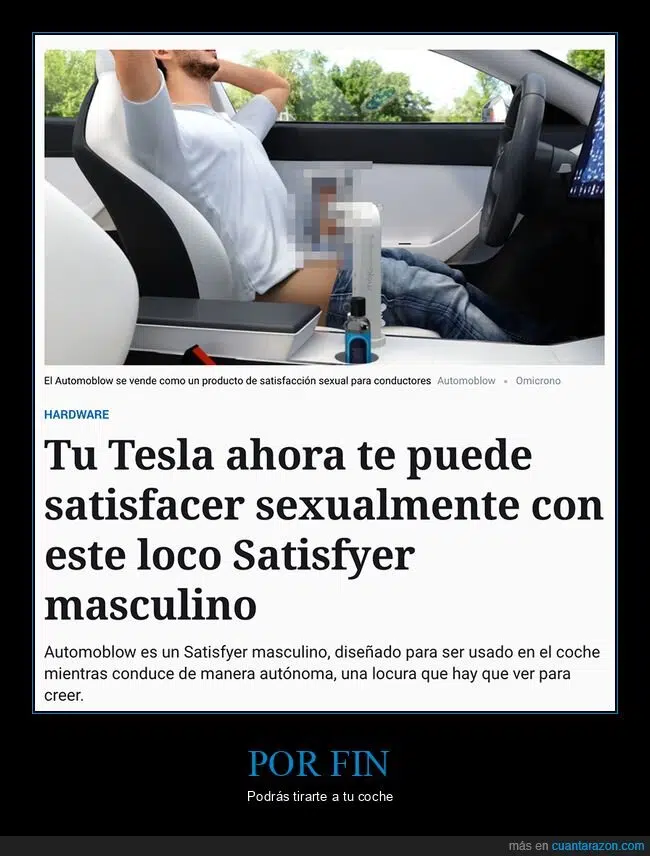 El Automoblow se vende como un producto de satisfacción sexual para conductores Automoblow • Omicrono
HARDWARE
Tu Tesla ahora te puede
satisfacer sexualmente con
este loco Satisfyer
masculino
Automoblow es un Satisfyer masculino, diseñado para ser usado en el coche
mientras conduce de manera autónoma, una locura que hay que ver para
creer.
POR FIN
Podrás tirarte a tu coche
más en cuantarazon.com